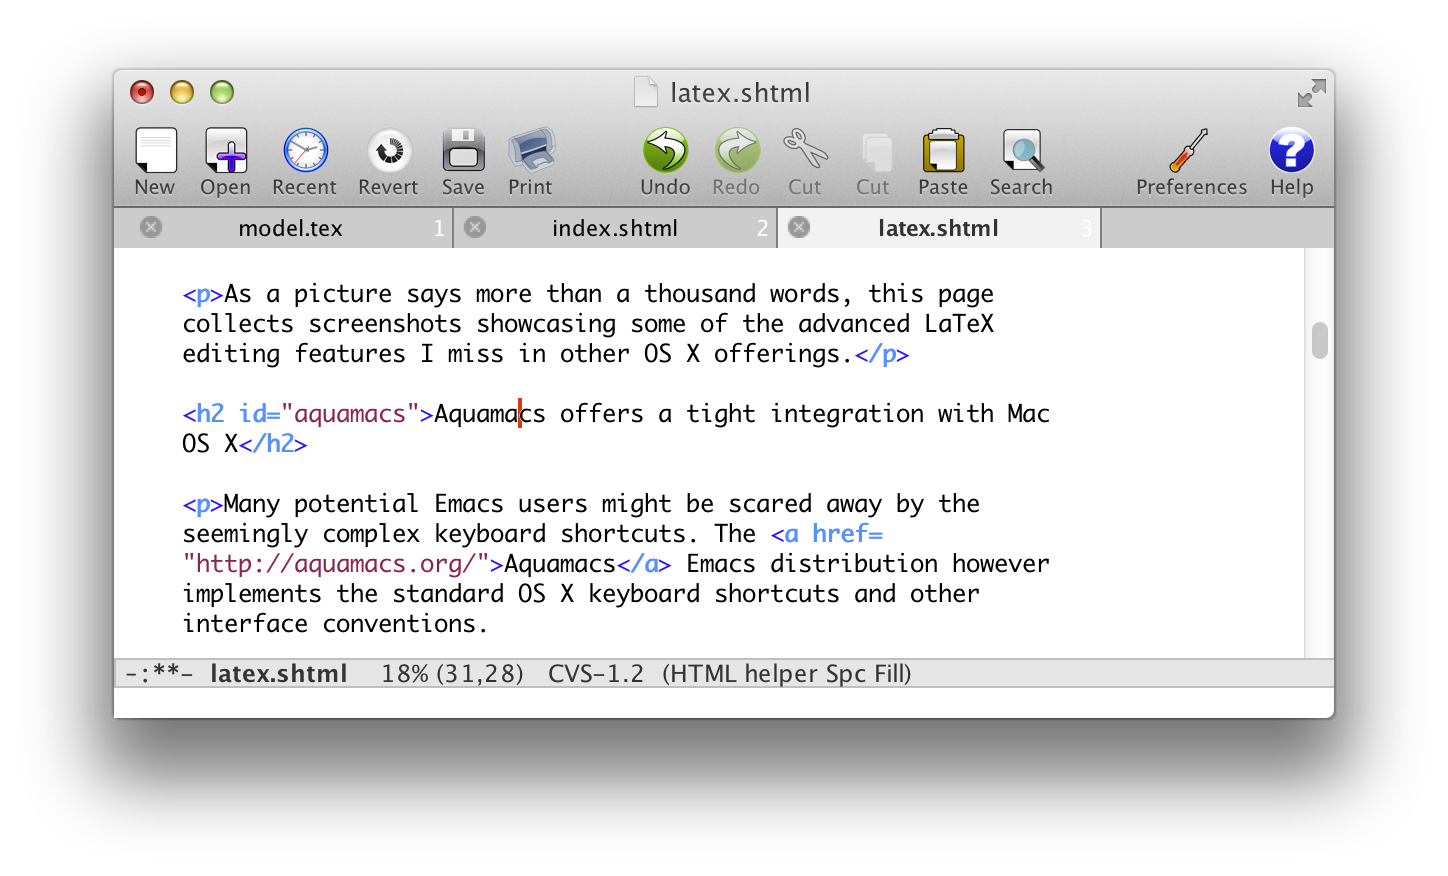 latex.shtml
New Open Recent Revert Save Print Undo Redo Cut Cut Paste Search Preferences Help
model.tex 1 index.shtml 2 latex.shtml 3
<p>As a picture says more than a thousand words, this page
collects screenshots showcasing some of the advanced LaTeX
editing features I miss in other OS X offerings.</p>
<h2 id="aquamacs">Aquamacs offers a tight integration with Mac
OS X</h2>
<p>Many potential Emacs users might be scared away by the
seemingly complex keyboard shortcuts. The <a href=
"http://aquamacs.org/">Aquamacs</a> Emacs distribution however
implements the standard OS X keyboard shortcuts and other
interface conventions.
-:**- latex.shtml 18% (31,28) CVS-1.2 (HTML helper Spc Fill)